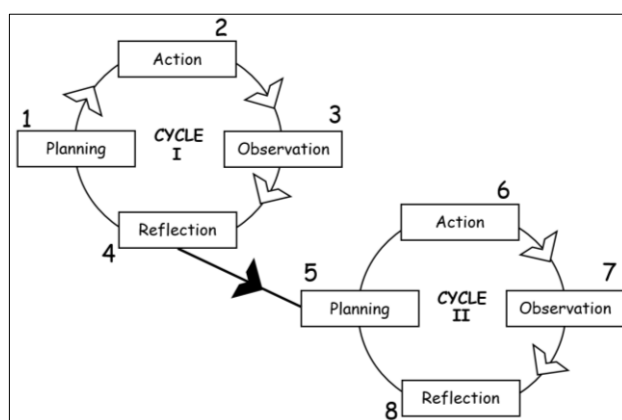 2
Action
1
Planning
CYCLE
I
3
Observation
Reflection
4
6
Action
5
Planning
CYCLE
II
7
Observation
Reflection
8